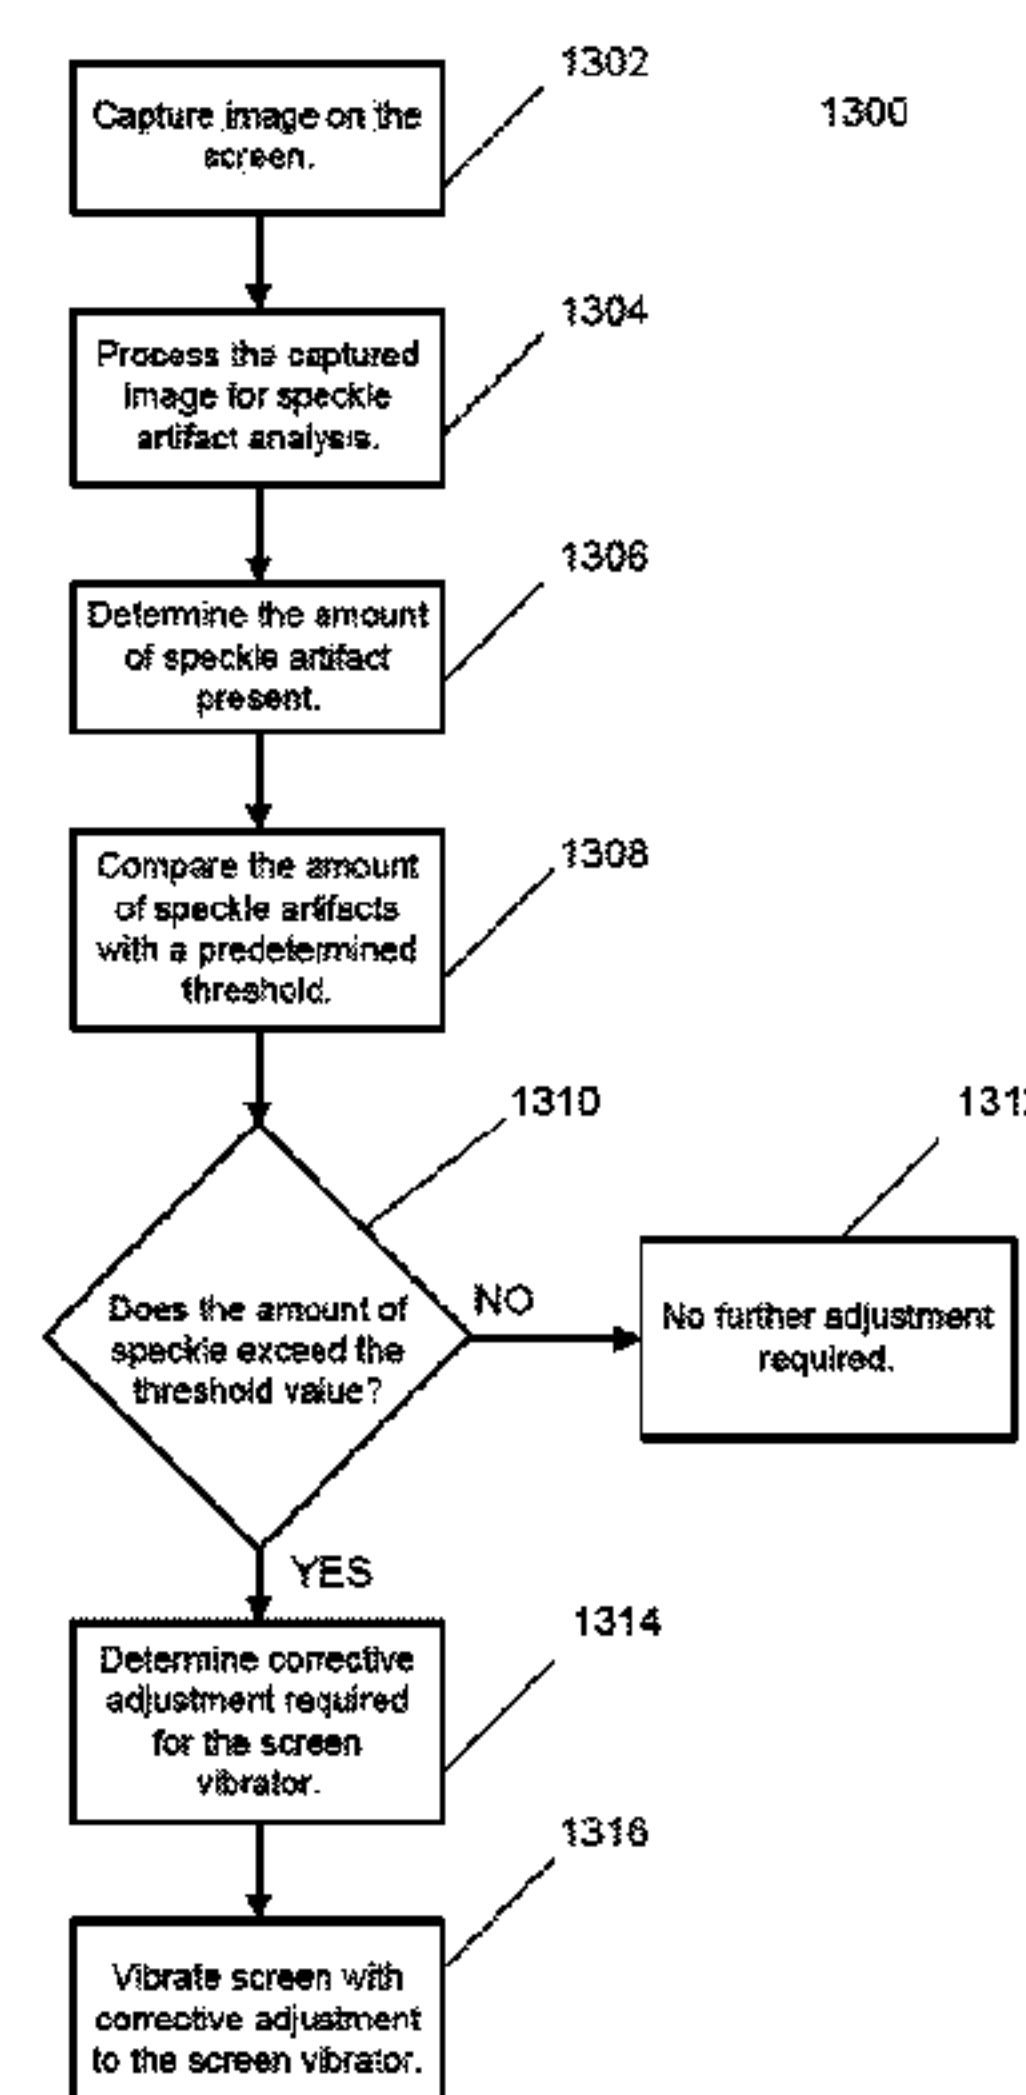 1302
1300
Capture image on the
screen.
1304
Process the captured
image for speckle
artifact analysis.
1306
Determine the amount
of speckle artifact
present.
1308
Compare the amount
of speckle artifacts
with a predetermined
threshold.
1310
Does the amount of
speckle exceed the
threshold value?
NO
No further adjustment
required.
YES
1314
Determine corrective
adjustment required
for the screen
vibrator.
1316
Vibrate screen with
corrective adjustment
to the screen vibrator.